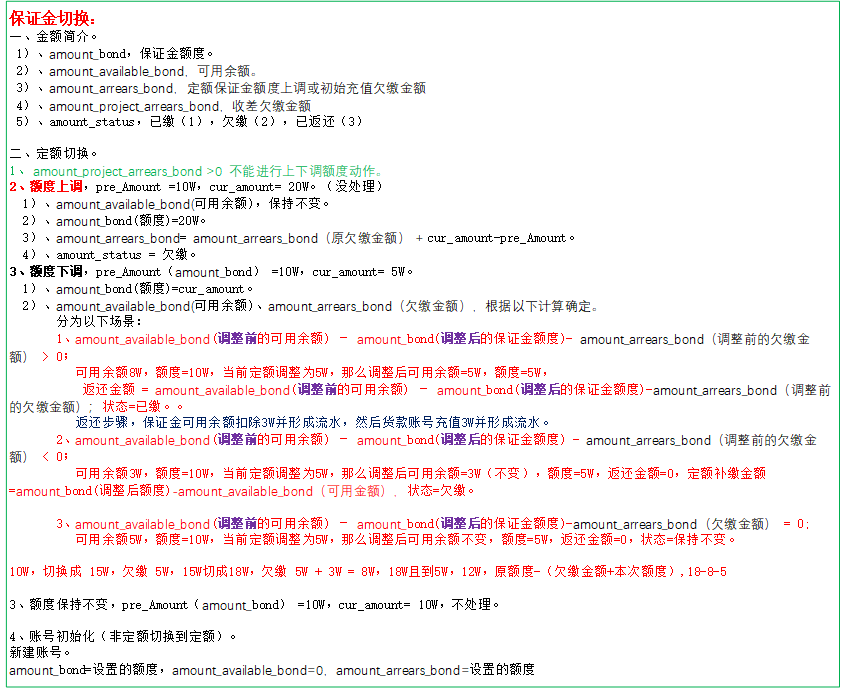 保证金切换：
一、金额简介。
1）、amount_bond，保证金额度。
2）、amount_available_bond，可用余额。
3）、amount_arrears_bond，定额保证金额度上调或初始充值欠缴金额
4）、amount_project_arrears_bond，收差欠缴金额
5）、amount_status，已缴（1），欠缴（2），已返还（3）
二、定额切换。
1、 amount_project_arrears_bond >0 不能进行上下调额度动作。
2、额度上调，pre_Amount =10W，cur_amount= 20W。（没处理）
1）、amount_available_bond(可用余额)，保持不变。
2）、amount_bond(额度)=20W。
3）、amount_arrears_bond= amount_arrears_bond（原欠缴金额） + cur_amount-pre_Amount。
4）、amount_status = 欠缴。
3、额度下调，pre_Amount（amount_bond） =10W，cur_amount= 5W。
1）、amount_bond(额度)=cur_amount。
2）、amount_available_bond(可用余额)、amount_arrears_bond（欠缴金额），根据以下计算确定。
分为以下场景：
1、amount_available_bond(调整前的可用余额) － amount_bond(调整后的保证金额度)- amount_arrears_bond（调整前的欠缴金
额） > 0；
可用余额8W，额度=10W，当前定额调整为5W，那么调整后可用余额=5W，额度=5W，
返还金额 = amount_available_bond(调整前的可用余额) － amount_bond(调整后的保证金额度)-amount_arrears_bond（调整前
的欠缴金额）；状态=已缴。。
返还步骤，保证金可用余额扣除3W并形成流水，然后货款账号充值3W并形成流水。
2、amount_available_bond(调整前的可用余额) － amount_bond(调整后的保证金额度) - amount_arrears_bond（调整前的欠缴金
额） < 0；
可用余额3W，额度=10W，当前定额调整为5W，那么调整后可用余额=3W（不变），额度=5W，返还金额=0，定额补缴金额
=amount_bond(调整后额度)-amount_available_bond（可用金额），状态=欠缴。
3、amount_available_bond(调整前的可用余额) － amount_bond(调整后的保证金额度)-amount_arrears_bond（欠缴金额） = 0；
可用余额5W，额度=10W，当前定额调整为5W，那么调整后可用余额不变，额度=5W，返还金额=0，状态=保持不变。
10W，切换成 15W，欠缴 5W，15W切成18W，欠缴 5W + 3W = 8W，18W且到5W，12W，原额度-（欠缴金额+本次额度）,18-8-5
3、额度保持不变，pre_Amount（amount_bond） =10W，cur_amount= 10W，不处理。
4、账号初始化（非定额切换到定额）。
新建账号。
amount_bond=设置的额度，amount_available_bond=0，amount_arrears_bond=设置的额度